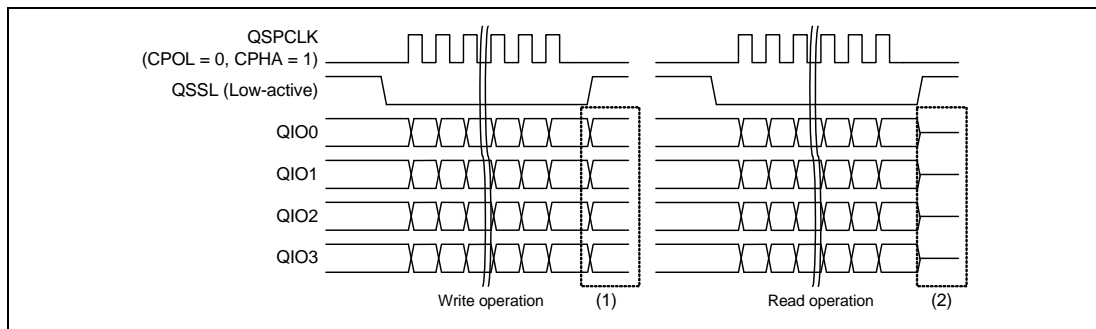 QSPCLK
(CPOL = 0, CPHA = 1)
QSSL (Low-active)
QIO0
QIO1
QIO2
QIO3
Write operation (1) Read operation (2)